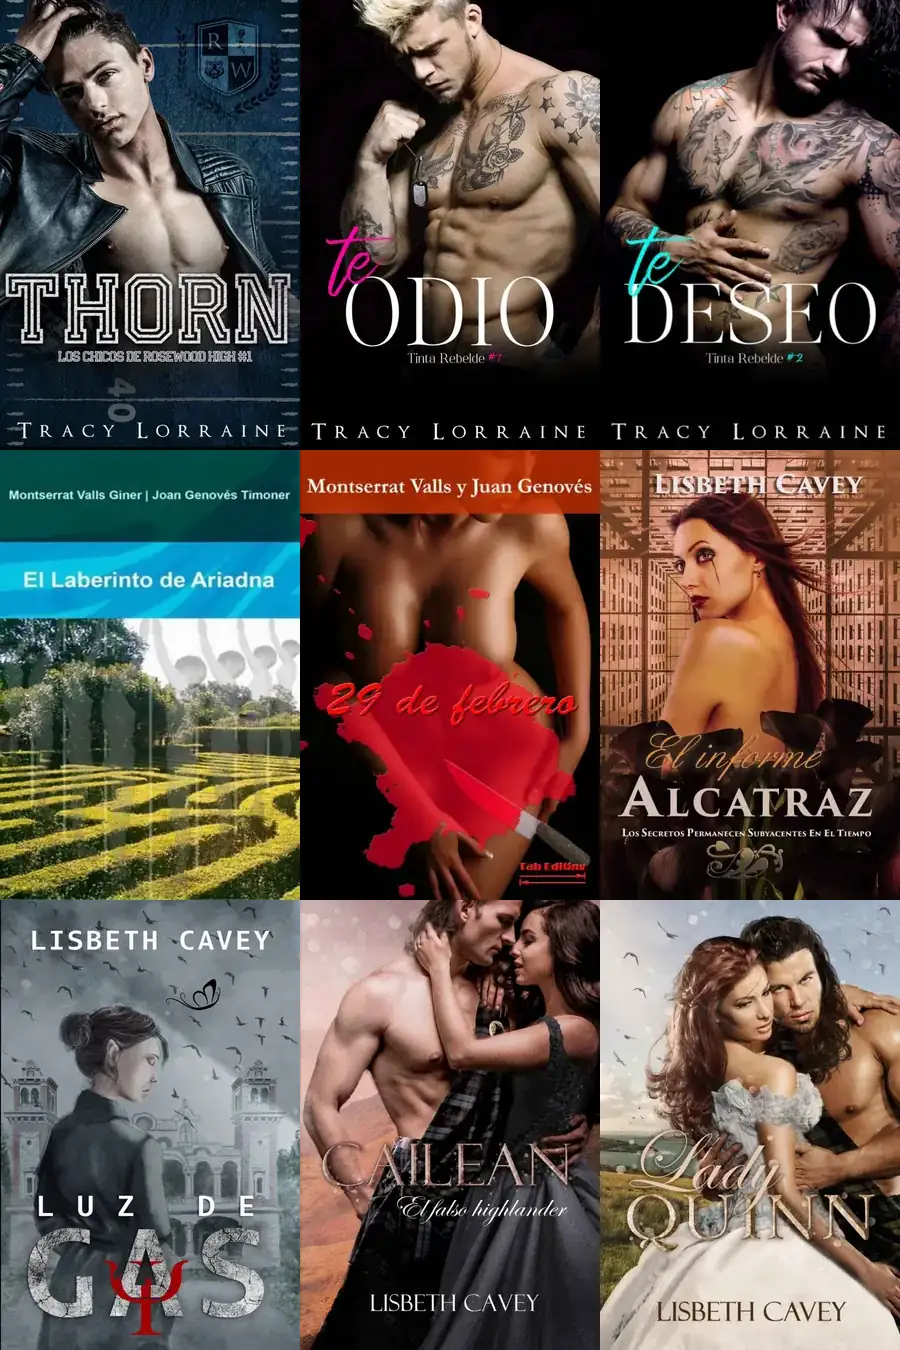 R W
THORN
LOS CHICOS DE ROSEWOOD HIGH #1
40
TRACY LORRAINE
te
ODIO
Tinta Rebelde #1
TRACY LORRAINE
te
DESEO
Tinta Rebelde #2
TRACY LORRAINE
Montserrat Valls Giner | Joan Genovés Timoner
El Laberinto de Ariadna
Montserrat Valls y Juan Genovés
29 de febrero
Tab Editing
LISBETH CAVEY
El informe
ALCATRAZ
LOS SECRETOS PERMANECEN SUBYACENTES EN EL TIEMPO
LISBETH CAVEY
LUZ DE
GAS
CAILEAN
El falso highlander
LISBETH CAVEY
Lady
QUINN
LISBETH CAVEY